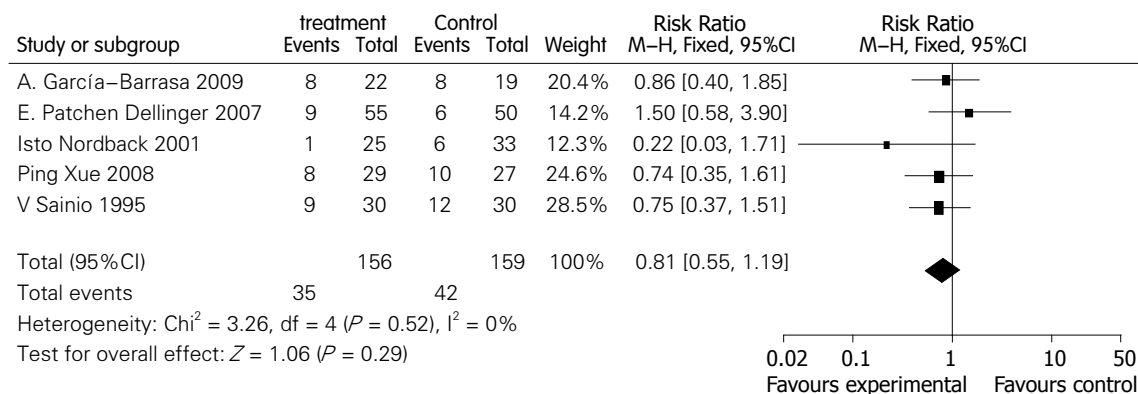 treatment Control Risk Ratio Risk Ratio
Study or subgroup Events Total Events Total Weight M–H, Fixed, 95%CI M–H, Fixed, 95%CI
A. García–Barrasa 2009 8 22 8 19 20.4% 0.86 [0.40, 1.85]
E. Patchen Dellinger 2007 9 55 6 50 14.2% 1.50 [0.58, 3.90]
Isto Nordback 2001 1 25 6 33 12.3% 0.22 [0.03, 1.71]
Ping Xue 2008 8 29 10 27 24.6% 0.74 [0.35, 1.61]
V Sainio 1995 9 30 12 30 28.5% 0.75 [0.37, 1.51]
Total (95%CI) 156 159 100% 0.81 [0.55, 1.19]
Total events 35 42
Heterogeneity: Chi² = 3.26, df = 4 (P = 0.52), I² = 0%
Test for overall effect: Z = 1.06 (P = 0.29)
0.02 0.1 1 10 50
Favours experimental Favours control